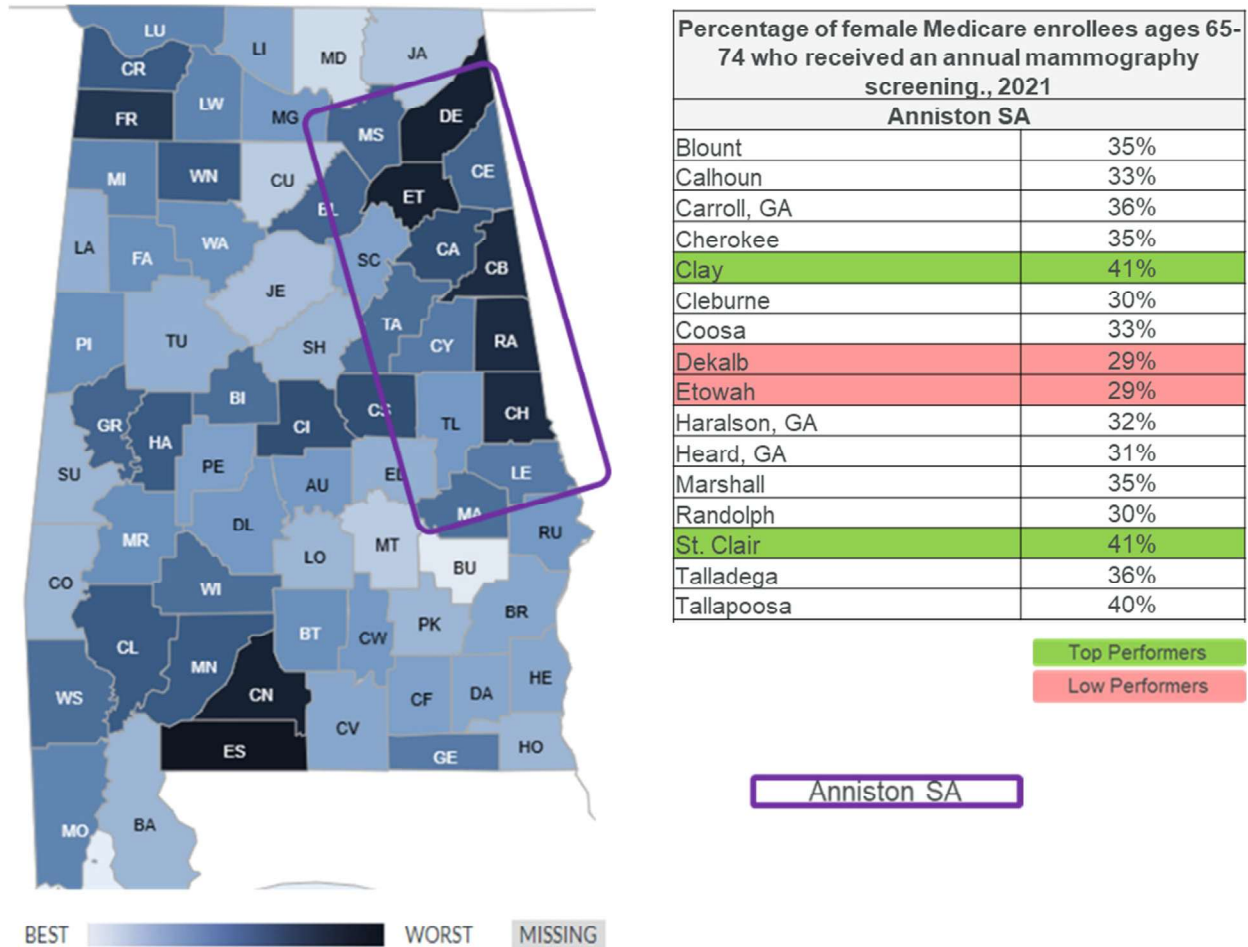 LU
LI
MD
JA
CR
LW
MG
FR
MS
DE
MI
WN
CU
CE
ET
BL
LA
FA
WA
SC
CA
CB
JE
TA
PI
TU
SH
CY
RA
BI
GR
HA
CI
CS
TL
CH
SU
PE
AU
EL
LE
MR
DL
MA
LO
MT
RU
CO
WI
BU
BT
CW
PK
BR
CL
MN
WS
CN
CF
DA
HE
CV
ES
GE
HO
MO
BA
BEST
WORST
MISSING
Percentage of female Medicare enrollees ages 65-
74 who received an annual mammography
screening., 2021
Anniston SA
Blount 35%
Calhoun 33%
Carroll, GA 36%
Cherokee 35%
Clay 41%
Cleburne 30%
Coosa 33%
Dekalb 29%
Etowah 29%
Haralson, GA 32%
Heard, GA 31%
Marshall 35%
Randolph 30%
St. Clair 41%
Talladega 36%
Tallapoosa 40%
Top Performers
Low Performers
Anniston SA